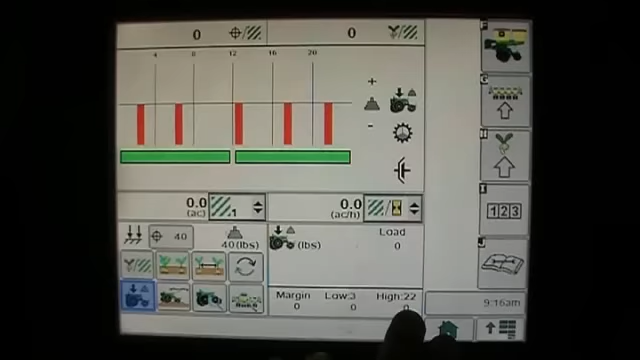 0 0
4 8 12 16 20
+
-
0.0 (ac) 1 0.0 (ac/h)
40 40(lbs) (lbs) Load
0
Margin Low:3 High:22
0 0 0
123
9:16am